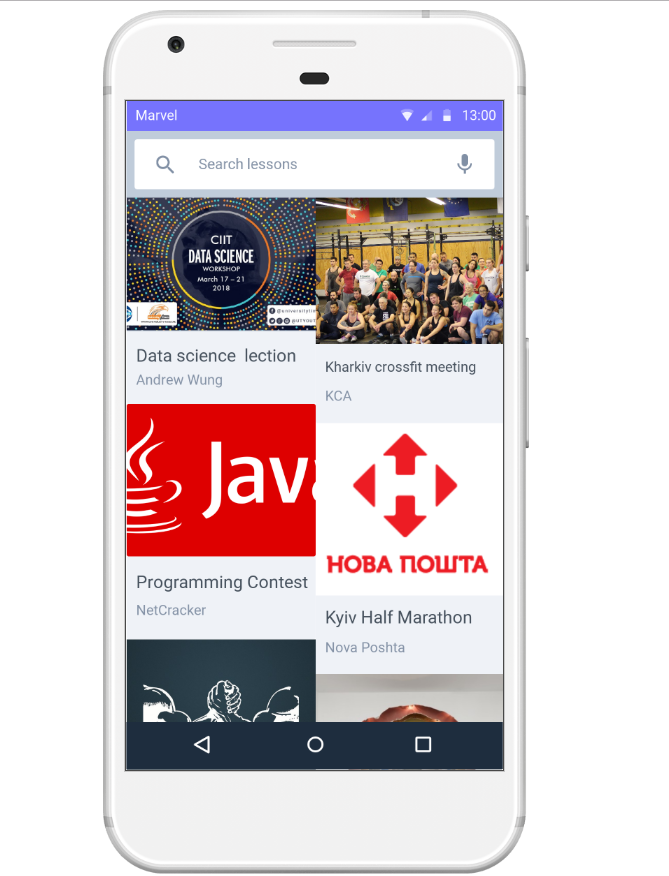 Marvel
13:00
Search lessons
CIIT
DATA SCIENCE
WORKSHOP
March 17 – 21
2018
Data science lection
Andrew Wung
Kharkiv crossfit meeting
KCA
Java
НОВА ПОШТА
Programming Contest
NetCracker
Kyiv Half Marathon
Nova Poshta